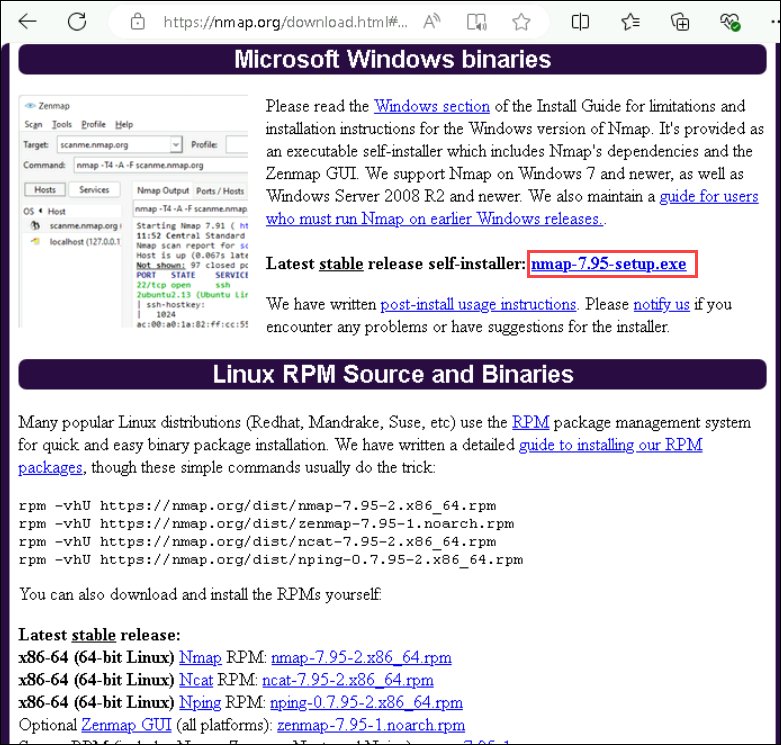 https://nmap.org/download.html#...
Microsoft Windows binaries
Zenmap
Scan Tools Profile Help
Target: scanme.nmap.org Profile:
Command: nmap -T4 -A -F scanme.nmap.org
Hosts Services Nmap Output Ports / Hosts
OS Host nmap -T4 -A -F scanme.nmap.
scanme.nmap.org
localhost (127.0.0.1)
Starting Nmap 7.91 ( ht
11:52 Central Standard
Nmap scan report for sc
Host is up (0.067s late
Not shown: 97 closed po
PORT STATE SERVICE
22/tcp open ssh
2ubuntu2.13 (Ubuntu Lin
| ssh-hostkey:
| 1024
ac:00:a0:1a:82:ff:cc:55
Please read the Windows section of the Install Guide for limitations and
installation instructions for the Windows version of Nmap. It's provided as
an executable self-installer which includes Nmap's dependencies and the
Zenmap GUI. We support Nmap on Windows 7 and newer, as well as
Windows Server 2008 R2 and newer. We also maintain a guide for users
who must run Nmap on earlier Windows releases..
Latest stable release self-installer: nmap-7.95-setup.exe
We have written post-install usage instructions. Please notify us if you
encounter any problems or have suggestions for the installer.
Linux RPM Source and Binaries
Many popular Linux distributions (Redhat, Mandrake, Suse, etc) use the RPM package management system
for quick and easy binary package installation. We have written a detailed guide to installing our RPM
packages, though these simple commands usually do the trick:
rpm -vhU https://nmap.org/dist/nmap-7.95-2.x86_64.rpm
rpm -vhU https://nmap.org/dist/zenmap-7.95-1.noarch.rpm
rpm -vhU https://nmap.org/dist/ncat-7.95-2.x86_64.rpm
rpm -vhU https://nmap.org/dist/nping-0.7.95-2.x86_64.rpm
You can also download and install the RPMs yourself:
Latest stable release:
x86-64 (64-bit Linux) Nmap RPM: nmap-7.95-2.x86_64.rpm
x86-64 (64-bit Linux) Ncat RPM: ncat-7.95-2.x86_64.rpm
x86-64 (64-bit Linux) Nping RPM: nping-0.7.95-2.x86_64.rpm
Optional Zenmap GUI (all platforms): zenmap-7.95-1.noarch.rpm